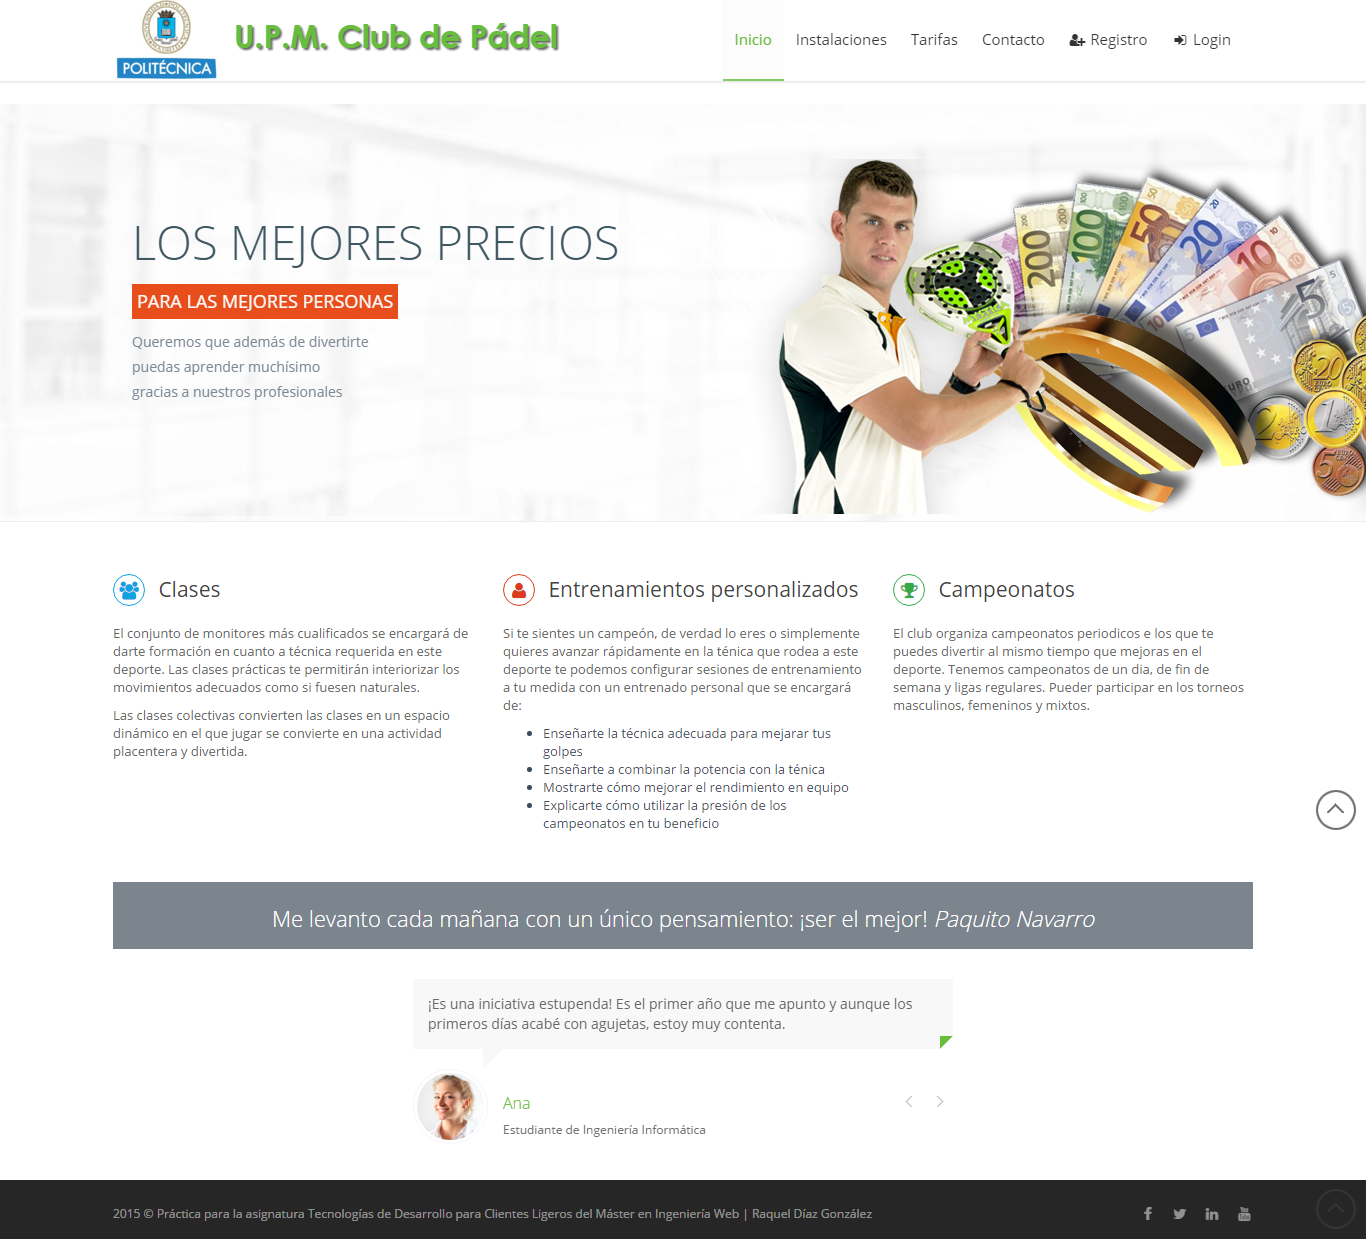 POLITÉCNICA
U.P.M. Club de Pádel
Inicio
Instalaciones
Tarifas
Contacto
Registro
Login
LOS MEJORES PRECIOS
PARA LAS MEJORES PERSONAS
Queremos que además de divertirte
puedas aprender muchísimo
gracias a nuestros profesionales
200
100
50
20
10
5
EURO
20
2
1
5
Clases
El conjunto de monitores más cualificados se encargará de
darte formación en cuanto a técnica requerida en este
deporte. Las clases prácticas te permitirán interiorizar los
movimientos adecuados como si fuesen naturales.
Las clases colectivas convierten las clases en un espacio
dinámico en el que jugar se convierte en una actividad
placentera y divertida.
Entrenamientos personalizados
Si te sientes un campeón, de verdad lo eres o simplemente
quieres avanzar rápidamente en la ténica que rodea a este
deporte te podemos configurar sesiones de entrenamiento
a tu medida con un entrenado personal que se encargará
de:
Enseñarte la técnica adecuada para mejarar tus
golpes
Enseñarte a combinar la potencia con la ténica
Mostrarte cómo mejorar el rendimiento en equipo
Explicarte cómo utilizar la presión de los
campeonatos en tu beneficio
Campeonatos
El club organiza campeonatos periodicos e los que te
puedes divertir al mismo tiempo que mejoras en el
deporte. Tenemos campeonatos de un dia, de fin de
semana y ligas regulares. Pueder participar en los torneos
masculinos, femeninos y mixtos.
Me levanto cada mañana con un único pensamiento: ¡ser el mejor! Paquito Navarro
¡Es una iniciativa estupenda! Es el primer año que me apunto y aunque los
primeros días acabé con agujetas, estoy muy contenta.
Ana
Estudiante de Ingeniería Informática
2015 © Práctica para la asignatura Tecnologías de Desarrollo para Clientes Ligeros del Máster en Ingeniería Web | Raquel Díaz González